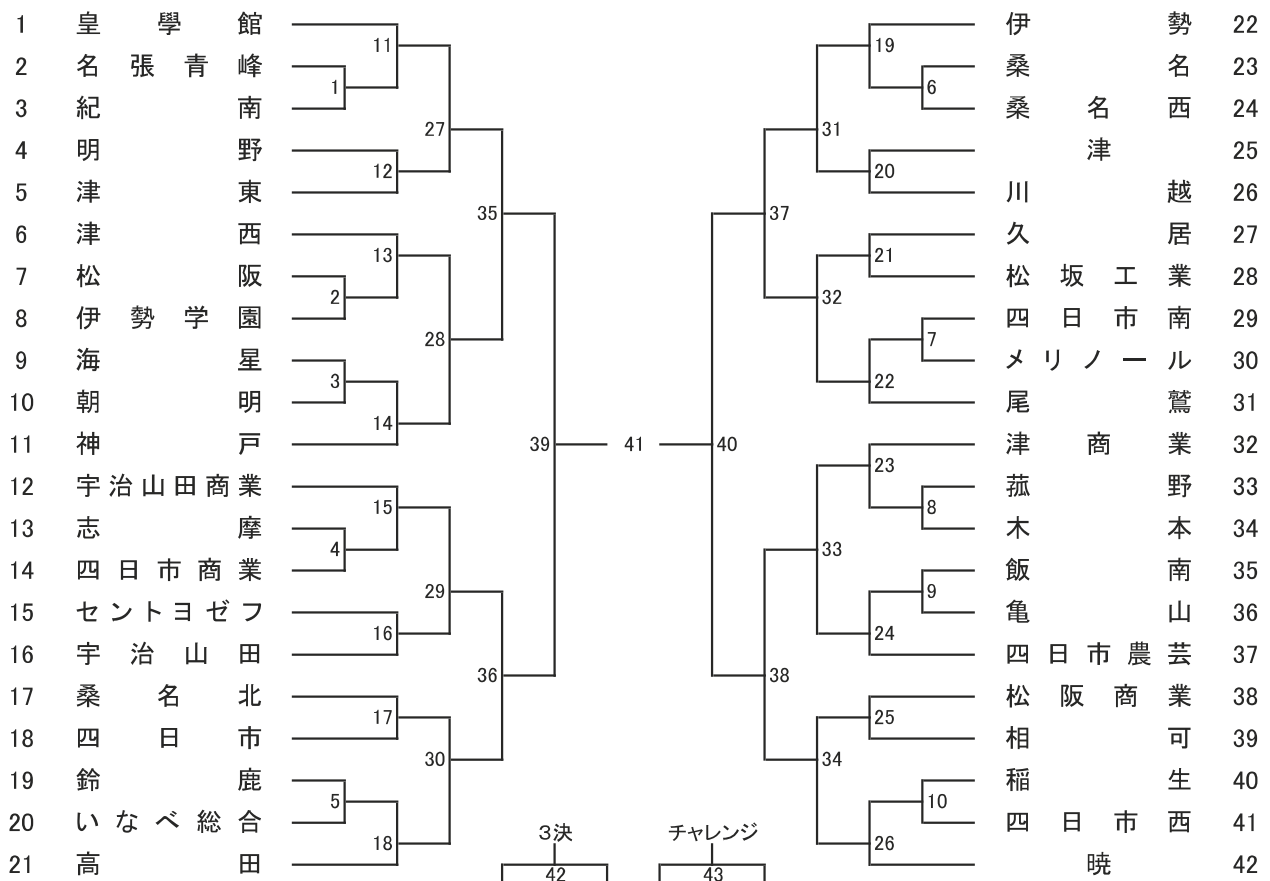 1 皇學館 11 19 伊勢 22
2 名張青峰 桑名 23
1 6
3 紀南 桑名西 24
27 31
4 明野 津 25
12 20
5 津東 川越 26
35 37
6 津西 久居 27
13 21
7 松阪 松坂工業 28
2 32
8 伊勢学園 四日市南 29
28 7
9 海星 メリノール 30
3 22
10 朝明 尾鷲 31
14
11 神戸 39 41 40 津商業 32
23
12 宇治山田商業 菰野 33
15 8
13 志摩 木本 34
4 33
14 四日市商業 飯南 35
29 9
15 セントヨゼフ 亀山 36
16 24
16 宇治山田 四日市農芸 37
36 38
17 桑名北 松阪商業 38
17 25
18 四日市 相可 39
30 34
19 鈴鹿 稲生 40
5 10
20 いなべ総合 四日市西 41
18 3決 チャレンジ 26
21 高田 42 43 暁 42